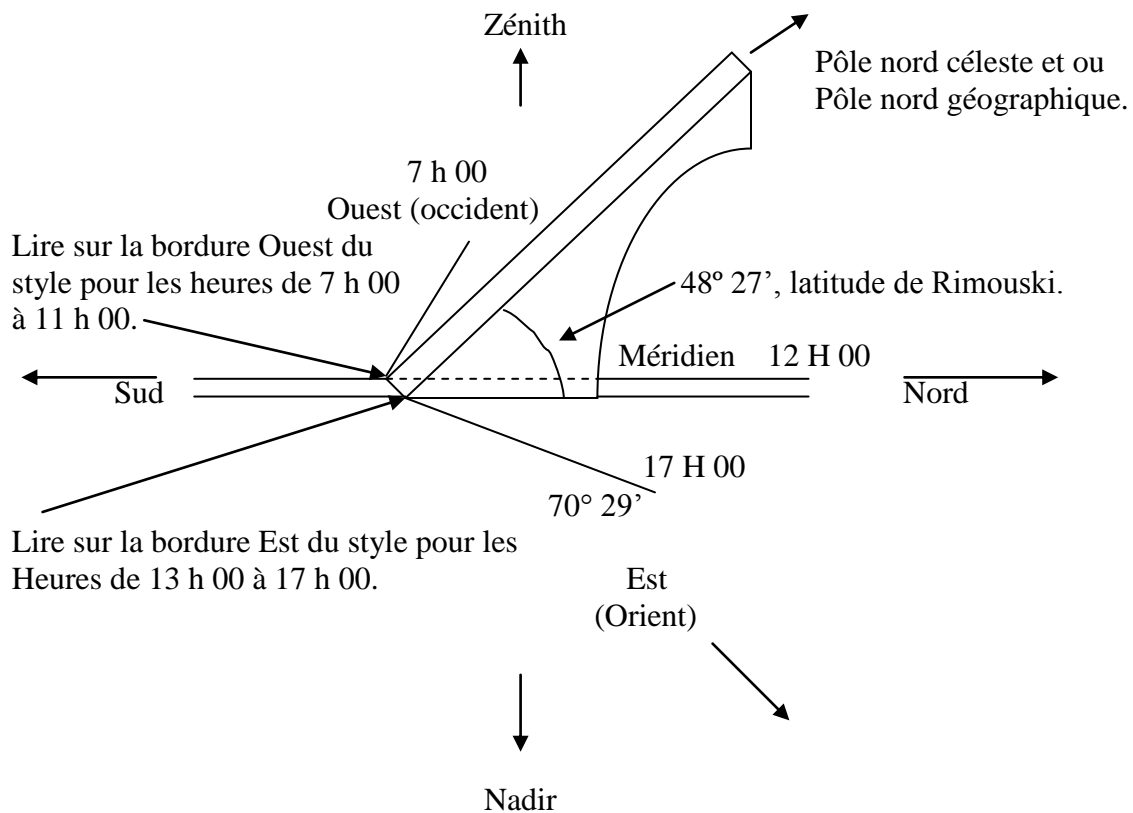 Zénith
Pôle nord céleste et ou
Pôle nord géographique.
7 h 00
Ouest (occident)
Lire sur la bordure Ouest du
style pour les heures de 7 h 00
à 11 h 00.
48º 27’, latitude de Rimouski.
Méridien 12 H 00
Sud
Nord
17 H 00
70° 29’
Lire sur la bordure Est du style pour les
Heures de 13 h 00 à 17 h 00.
Est
(Orient)
Nadir